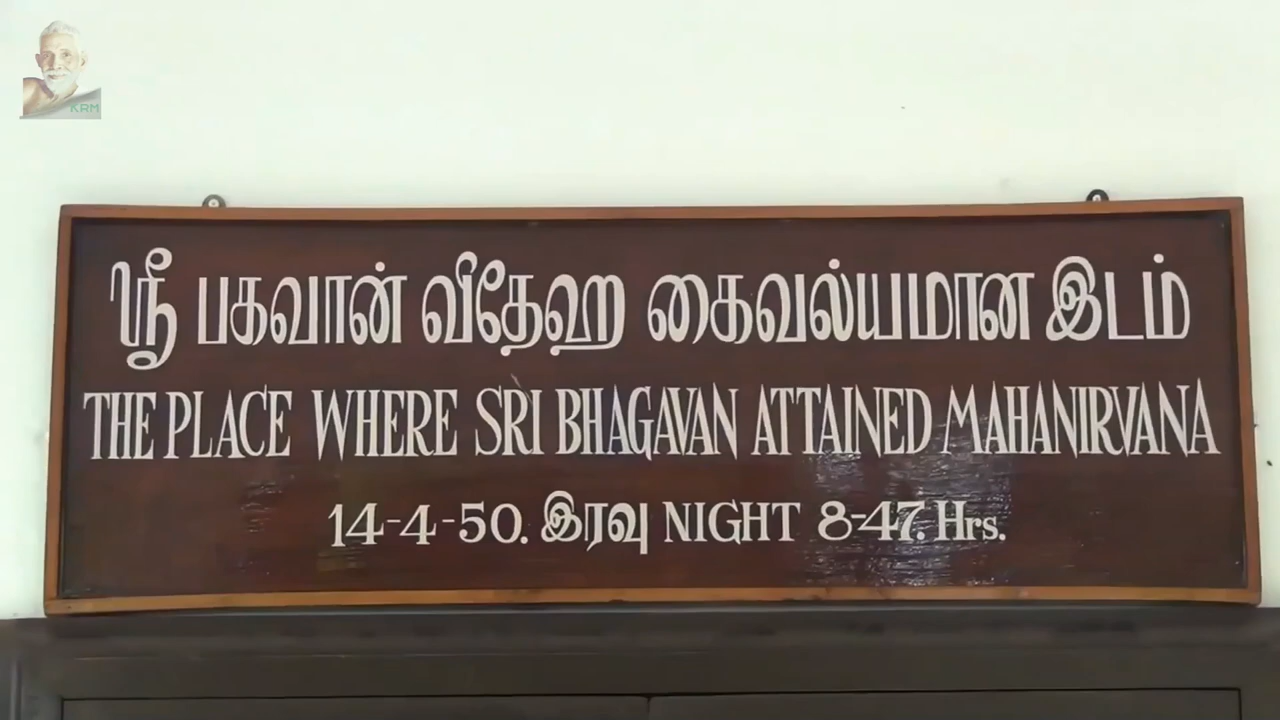 KRM
ஸ்ரீ பகவான் விதேஹ கைவல்யமான இடம்
THE PLACE WHERE SRI BHAGAVAN ATTAINED MAHANIRVANA
14-4-50. இரவு NIGHT 8-47. Hrs.